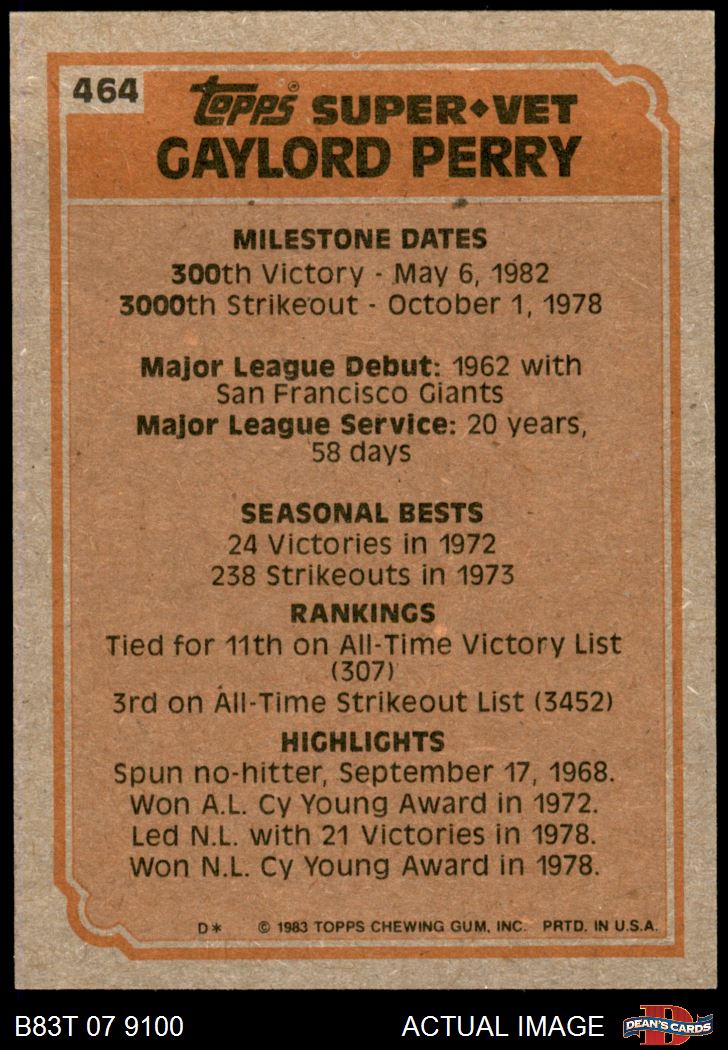 464
Topps SUPER◆VET
GAYLORD PERRY
MILESTONE DATES
300th Victory - May 6, 1982
3000th Strikeout - October 1, 1978
Major League Debut: 1962 with
San Francisco Giants
Major League Service: 20 years,
58 days
SEASONAL BESTS
24 Victories in 1972
238 Strikeouts in 1973
RANKINGS
Tied for 11th on All-Time Victory List
(307)
3rd on All-Time Strikeout List (3452)
HIGHLIGHTS
Spun no-hitter, September 17, 1968.
Won A.L. Cy Young Award in 1972.
Led N.L. with 21 Victories in 1978.
Won N.L. Cy Young Award in 1978.
D* © 1983 TOPPS CHEWING GUM, INC. PRTD. IN U.S.A.
B83T 07 9100 ACTUAL IMAGE D DEAN'S CARDS